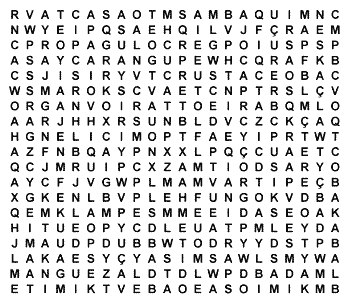 R V A T C A S A O T M S A M B A Q U I M N C
N W Y E I P Q S A E H Q I L V J F Ç R A E M
C P R O P A G U L O C R E G P O I U S P S P
A S A Y C A R A N G U P E W H C Q R A F K B
C S J I S I R Y V T C R U S T A C E O B A C
W S M A R O K S C V A E T C N P T R S L Ç V
O R G A N V O I R A T T O E I R A B Q M L O
A A R J H H X R S U N B L D V C Z C K Ç A Q
H G N E L I C I M O P T F A E Y I P R T W T
A Z F N B Q A Y P N X X L P Q Ç C U A E T C
Q C J M R U I P C X Z A M T I O D S A R Y O
A Y C F J V G W P L M A M V A R T I P E Ç B
X G K E N L B V P L E H F U N G O K V D B A
Q E M K L A M P E S M M E E I D A S E O A K
H I T U E O P Y C D L E U A T P M L E Y D A
J M A U D P D U B B W T O D R Y Y D S T P B
L A K A E S Y Ç Y A S I M S A W L S M Y W A
M A N G U E Z A L D T D L W P D B A D A M L
E T I M I K T V E B A O E A S O I M I K M B